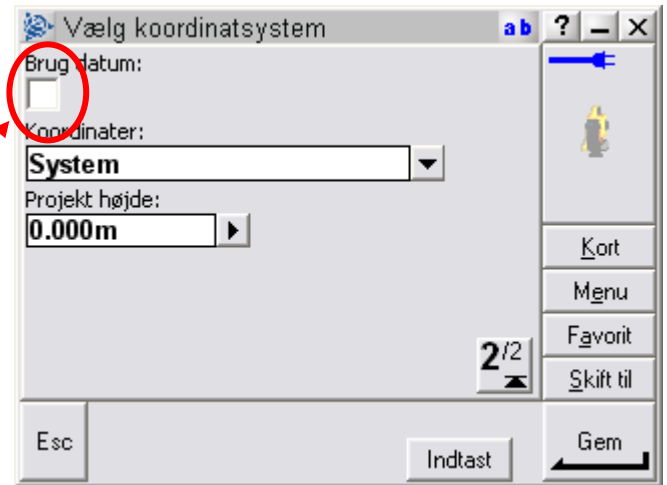 Vælg koordinatsystem
ab
?
Brug datum:
Koordinater:
System
Projekt højde:
0.000m
2/2
Kort
Menu
Favorit
Skift til
Esc
Indtast
Gem